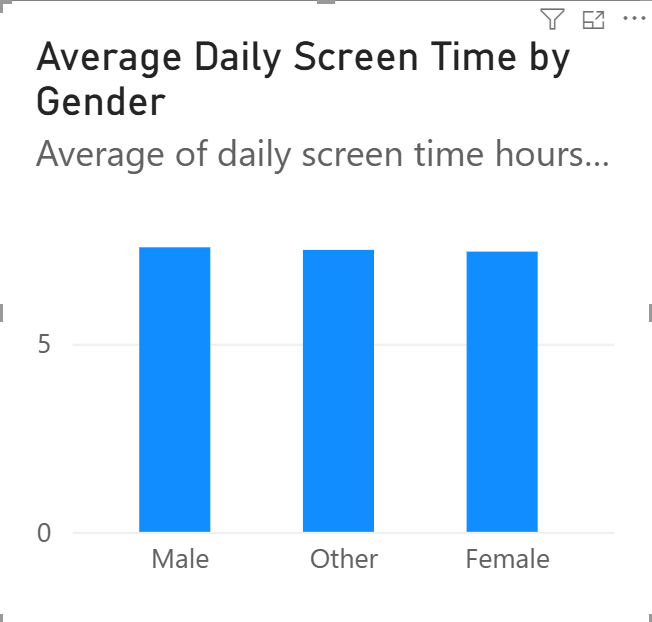 Average Daily Screen Time by
Gender
Average of daily screen time hours...
5
0
Male Other Female